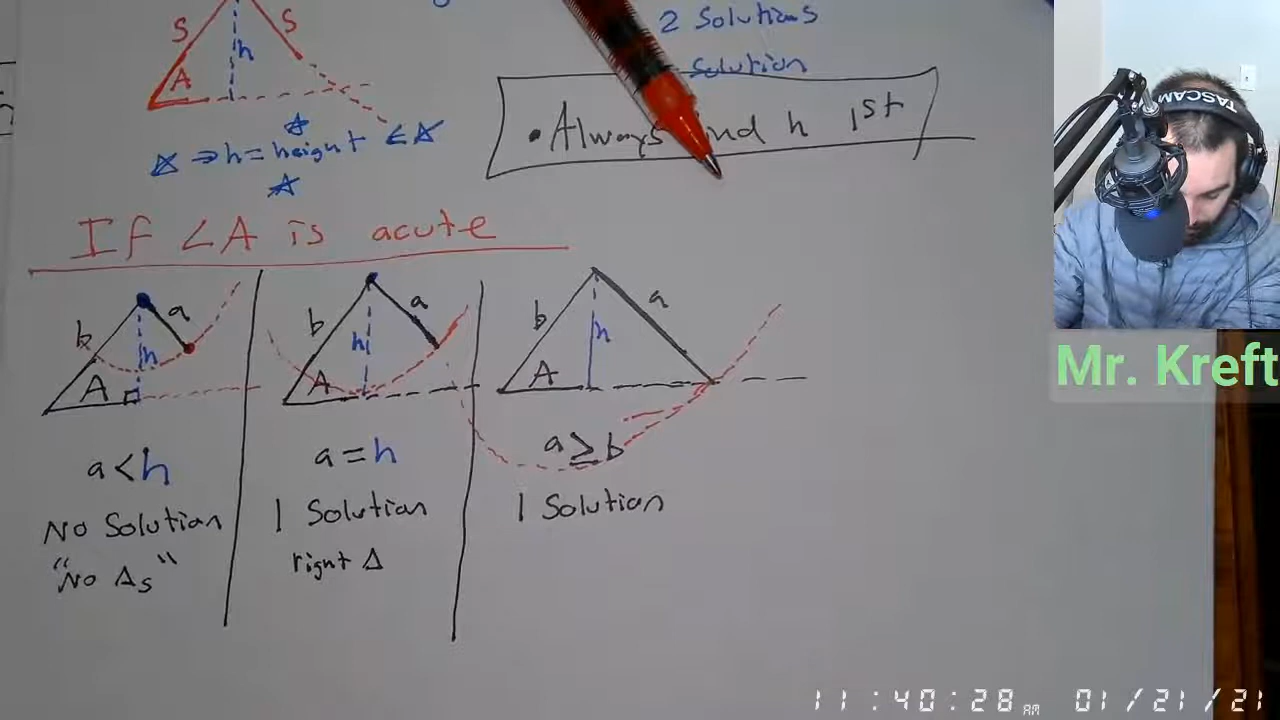 S S
h
A
2 Solutions
Solution
⇒ h = height
• Always h 1st
If ∠A is acute
b a
h
A
b a
h
A
b a
h
A
a < h
No Solution
"No Δs"
a = h
1 Solution
right Δ
a ≥ b
1 Solution
TASCAM
Mr. Kreft
11:40:28 AM 01/21/21